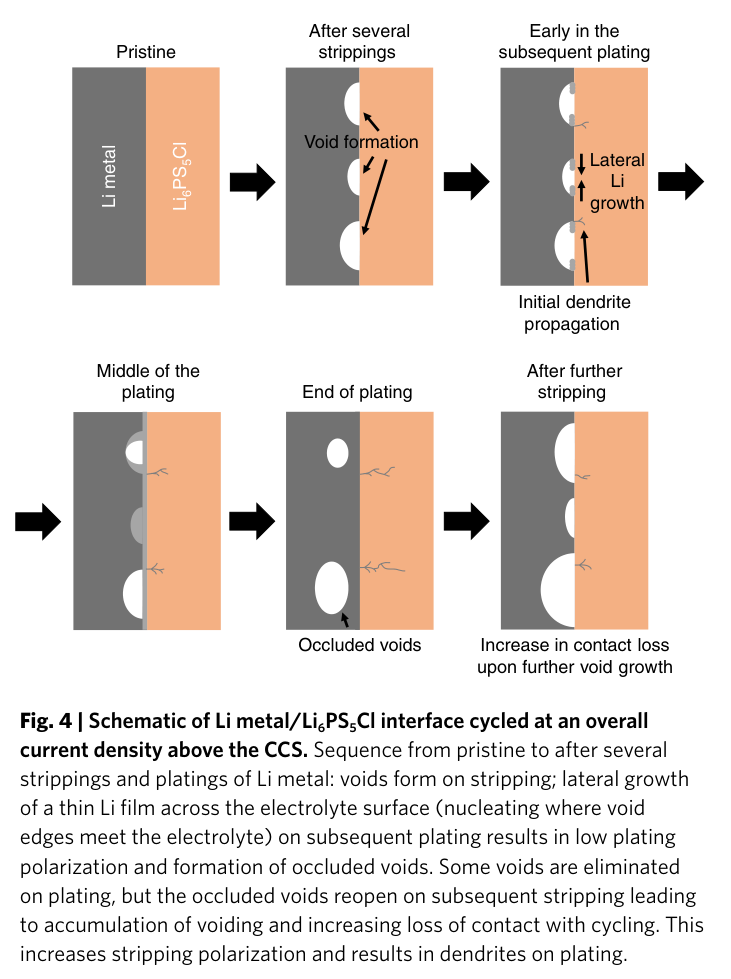 Pristine
After several
strippings
Early in the
subsequent plating
Li metal
Li₆PS₅Cl
Void formation
Lateral
Li
growth
Initial dendrite
propagation
Middle of the
plating
End of plating
After further
stripping
Occluded voids
Increase in contact loss
upon further void growth
Fig. 4 | Schematic of Li metal/Li₆PS₅Cl interface cycled at an overall
current density above the CCS. Sequence from pristine to after several
strippings and platings of Li metal: voids form on stripping; lateral growth
of a thin Li film across the electrolyte surface (nucleating where void
edges meet the electrolyte) on subsequent plating results in low plating
polarization and formation of occluded voids. Some voids are eliminated
on plating, but the occluded voids reopen on subsequent stripping leading
to accumulation of voiding and increasing loss of contact with cycling. This
increases stripping polarization and results in dendrites on plating.